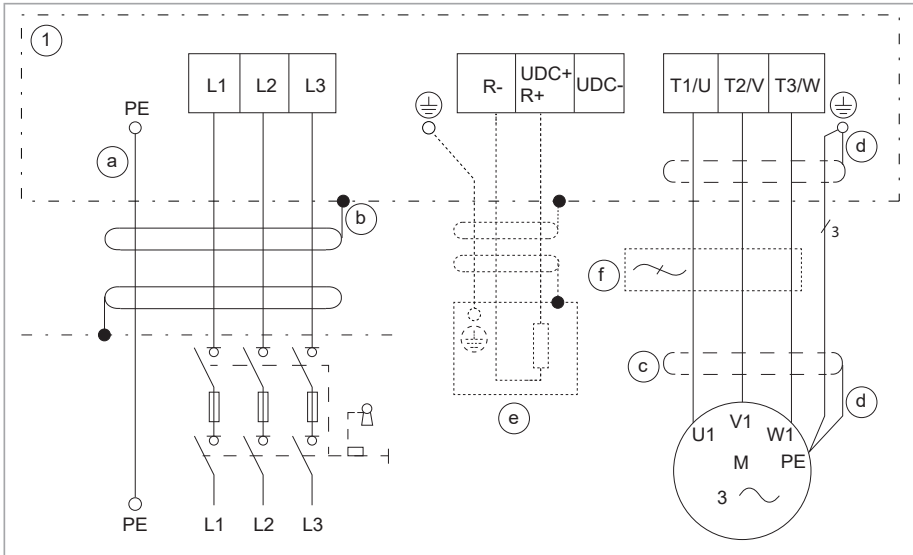 1
L1 L2 L3
R- UDC+ R+ UDC-
T1/U T2/V T3/W
PE
a
b
d
3
f
c
d
e
U1 V1 W1
M PE
3
PE L1 L2 L3